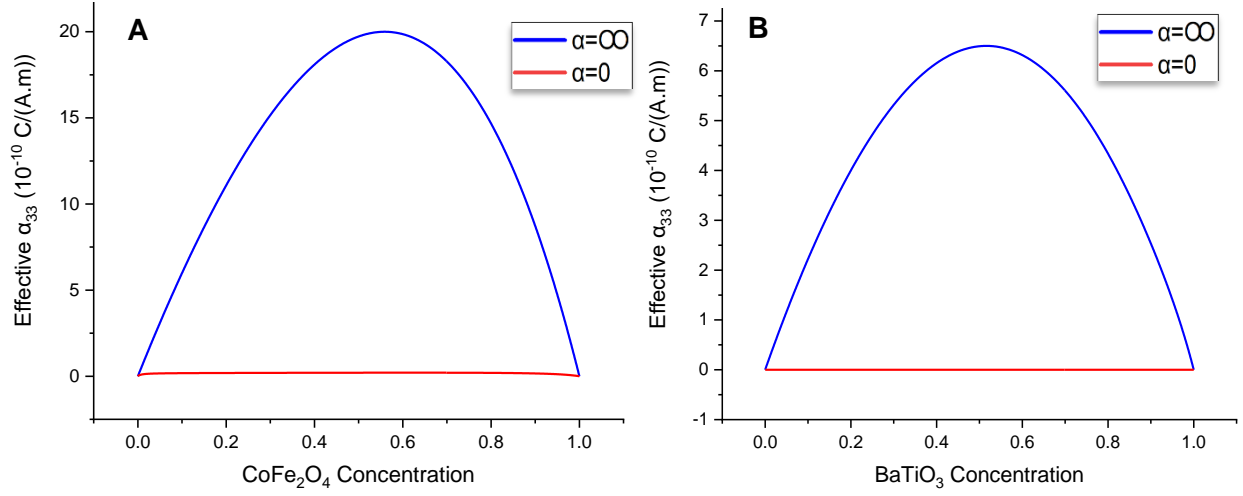 A
α=∞
α=0
Effective α₃₃ (10⁻¹⁰ C/(A.m))
20
15
10
5
0
0.0 0.2 0.4 0.6 0.8 1.0
CoFe₂O₄ Concentration
B
α=∞
α=0
Effective α₃₃ (10⁻¹⁰ C/(A.m))
7
6
5
4
3
2
1
0
-1
0.0 0.2 0.4 0.6 0.8 1.0
BaTiO₃ Concentration